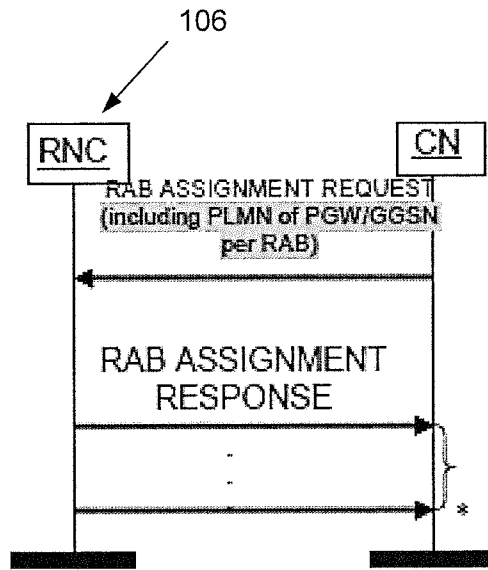 106
RNC
CN
RAB ASSIGNMENT REQUEST
(including PLMN of PGW/GGSN
per RAB)
RAB ASSIGNMENT
RESPONSE
*